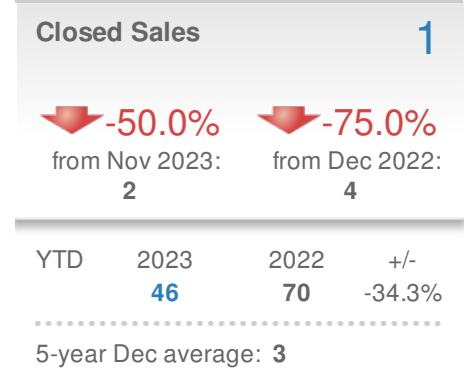 Closed Sales 1
-50.0% -75.0%
from Nov 2023: from Dec 2022:
2 4
YTD 2023 2022 +/-
46 70 -34.3%
5-year Dec average: 3